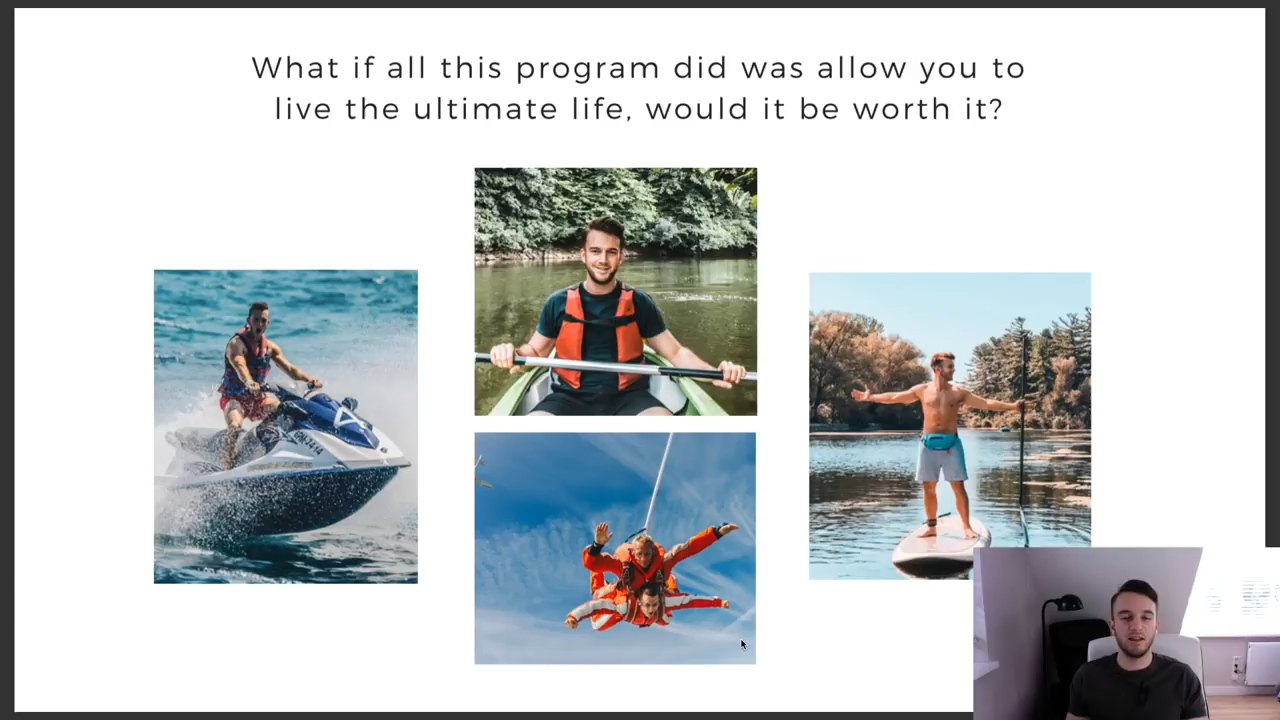 What if all this program did was allow you to
live the ultimate life, would it be worth it?